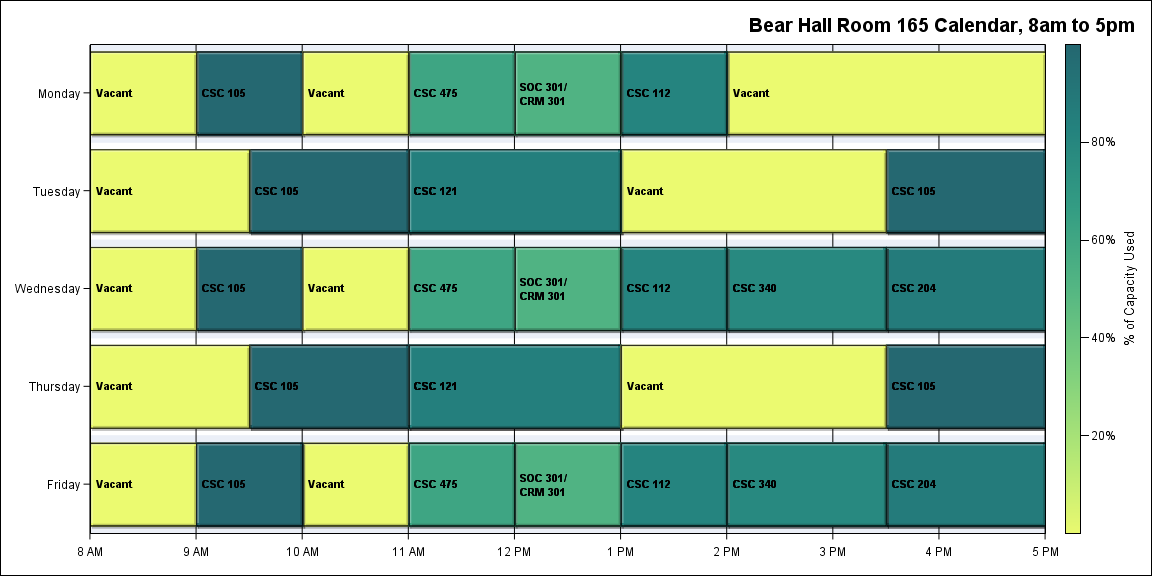 Bear Hall Room 165 Calendar, 8am to 5pm
Monday
Vacant
CSC 105
Vacant
CSC 475
SOC 301/
CRM 301
CSC 112
Vacant
Tuesday
Vacant
CSC 105
CSC 121
Vacant
CSC 105
Wednesday
Vacant
CSC 105
Vacant
CSC 475
SOC 301/
CRM 301
CSC 112
CSC 340
CSC 204
Thursday
Vacant
CSC 105
CSC 121
Vacant
CSC 105
Friday
Vacant
CSC 105
Vacant
CSC 475
SOC 301/
CRM 301
CSC 112
CSC 340
CSC 204
8 AM
9 AM
10 AM
11 AM
12 PM
1 PM
2 PM
3 PM
4 PM
5 PM
80%
60%
40%
20%
% of Capacity Used